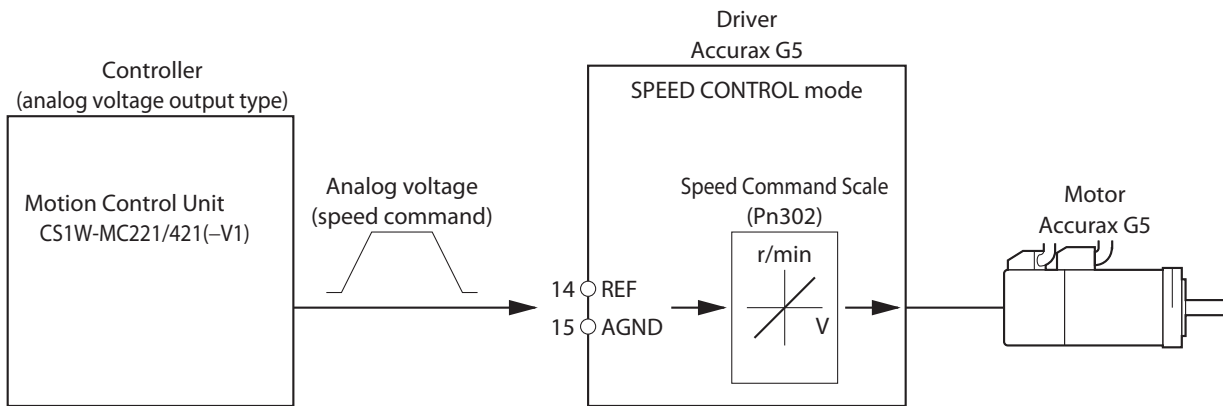 Controller
(analog voltage output type)
Motion Control Unit
CS1W-MC221/421(–V1)
Analog voltage
(speed command)
Driver
Accurax G5
SPEED CONTROL mode
14 REF
15 AGND
Speed Command Scale
(Pn302)
r/min
V
Motor
Accurax G5